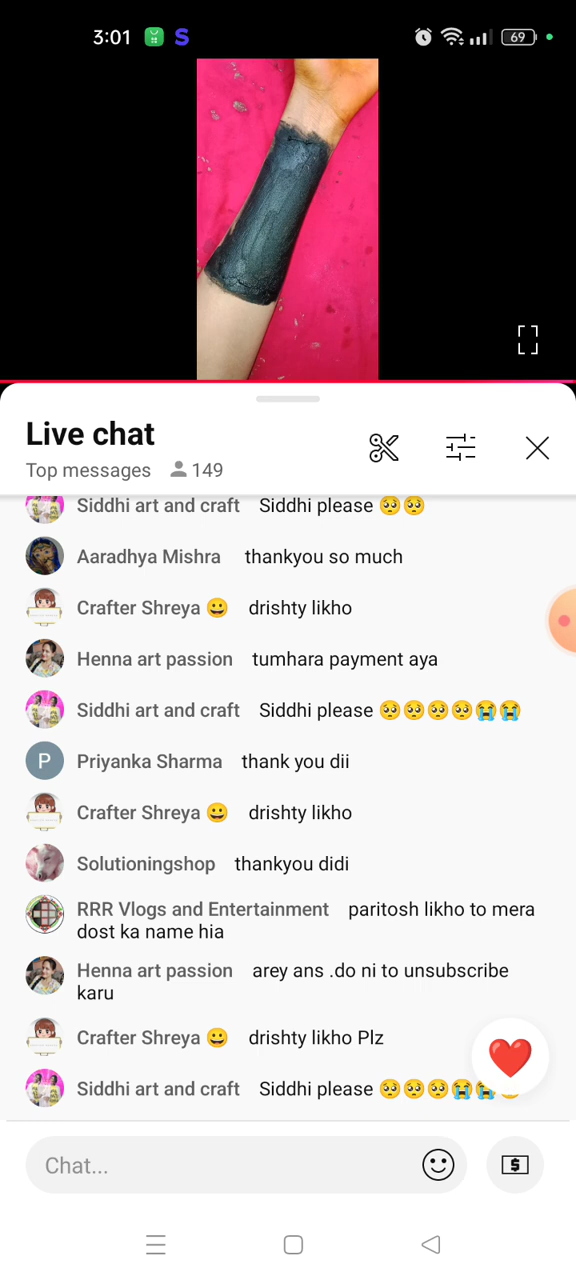 3:01
S
69
Live chat
Top messages 149
Siddhi art and craft Siddhi please 🥺🥺
Aaradhya Mishra thankyou so much
Crafter Shreya 😀 drishty likho
Henna art passion tumhara payment aya
Siddhi art and craft Siddhi please 🥺🥺🥺🥺😭😭
P Priyanka Sharma thank you dii
Crafter Shreya 😀 drishty likho
Solutioningshop thankyou didi
RRR Vlogs and Entertainment paritosh likho to mera
dost ka name hia
Henna art passion arey ans .do ni to unsubscribe
karu
Crafter Shreya 😀 drishty likho Plz
Siddhi art and craft Siddhi please 🥺🥺🥺😭😭
Chat...
$